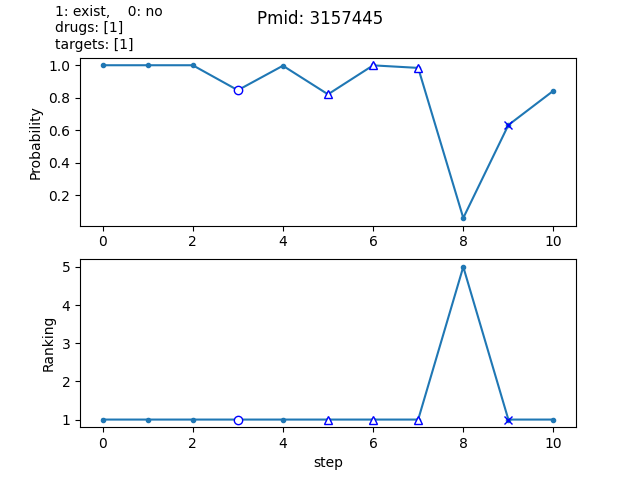 1: exist,    0: no
drugs: [1]
targets: [1]
Pmid: 3157445
1.0
0.8
0.6
0.4
0.2
Probability
0 2 4 6 8 10
5
4
3
2
1
Ranking
0 2 4 6 8 10
step